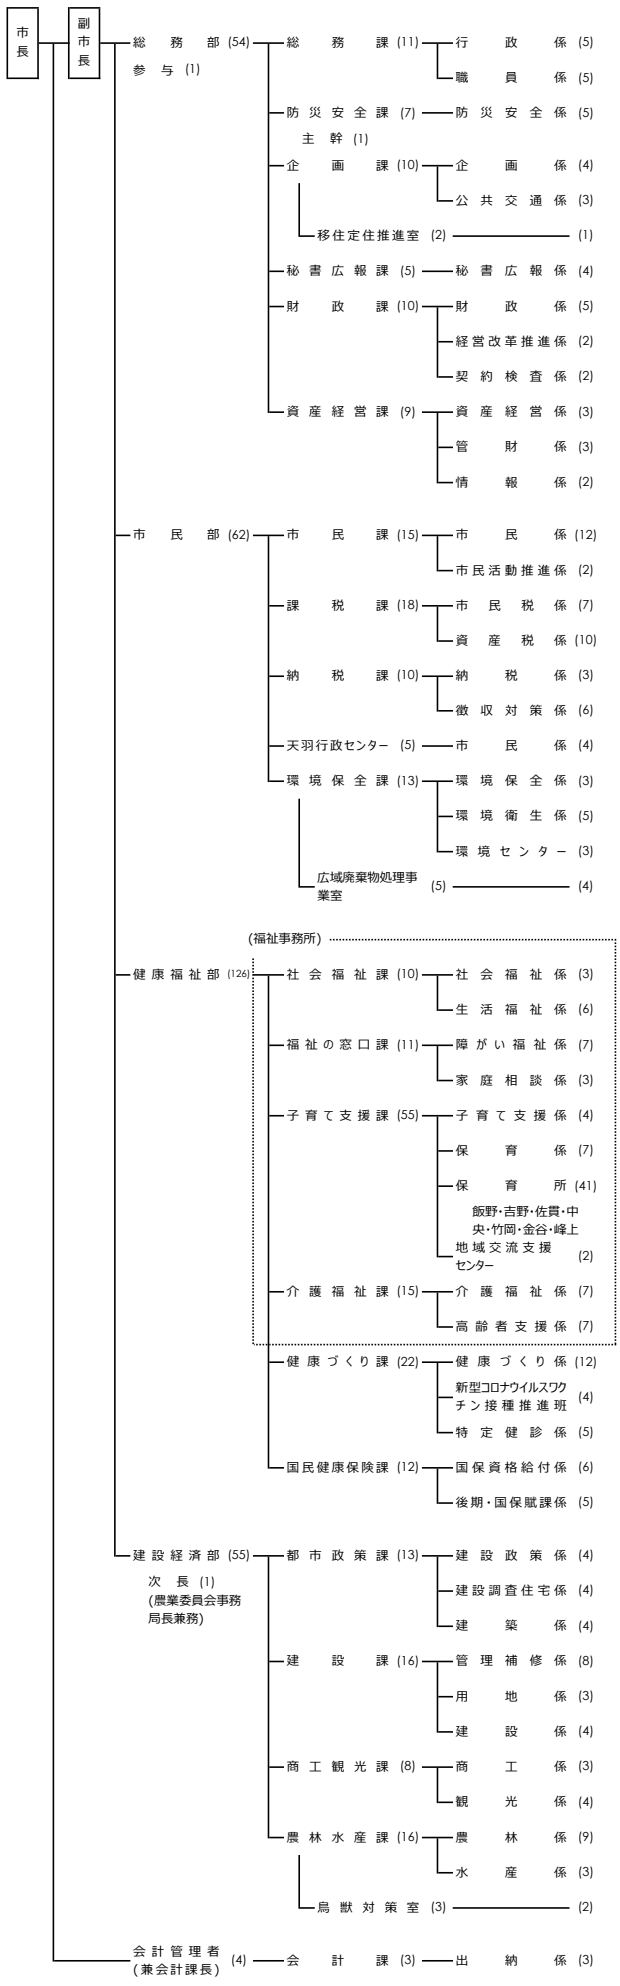 市長
副市長
総務部 (54) 総務課 (11) 行政係 (5)
参与 (1)
職員係 (5)
防災安全課 (7) 防災安全係 (5)
主幹 (1)
企画課 (10) 企画係 (4)
公共交通係 (3)
移住定住推進室 (2) (1)
秘書広報課 (5) 秘書広報係 (4)
財政課 (10) 財政係 (5)
経営改革推進係 (2)
契約検査係 (2)
資産経営課 (9) 資産経営係 (3)
管財係 (3)
情報係 (2)
市民部 (62) 市民課 (15) 市民係 (12)
市民活動推進係 (2)
課税課 (18) 市民税係 (7)
資産税係 (10)
納税課 (10) 納税係 (3)
徴収対策係 (6)
天羽行政センター (5) 市民係 (4)
環境保全課 (13) 環境保全係 (3)
環境衛生係 (5)
環境センター (3)
広域廃棄物処理事
業室 (5) (4)
(福祉事務所)
健康福祉部 (126) 社会福祉課 (10) 社会福祉係 (3)
生活福祉係 (6)
福祉の窓口課 (11) 障がい福祉係 (7)
家庭相談係 (3)
子育て支援課 (55) 子育て支援係 (4)
保育係 (7)
保育所 (41)
飯野・吉野・佐貫・中
央・竹岡・金谷・峰上
地域交流支援
センター (2)
介護福祉課 (15) 介護福祉係 (7)
高齢者支援係 (7)
健康づくり課 (22) 健康づくり係 (12)
新型コロナウイルスワク
チン接種推進班 (4)
特定健診係 (5)
国民健康保険課 (12) 国保資格給付係 (6)
後期・国保賦課係 (5)
建設経済部 (55) 都市政策課 (13) 建設政策係 (4)
次長 (1)
(農業委員会事務
局長兼務)
建設調査住宅係 (4)
建築係 (4)
建設課 (16) 管理補修係 (8)
用地係 (3)
建設係 (4)
商工観光課 (8) 商工係 (3)
観光係 (4)
農林水産課 (16) 農林係 (9)
水産係 (3)
鳥獣対策室 (3) (2)
会計管理者
(兼会計課長) (4) 会計課 (3) 出納係 (3)